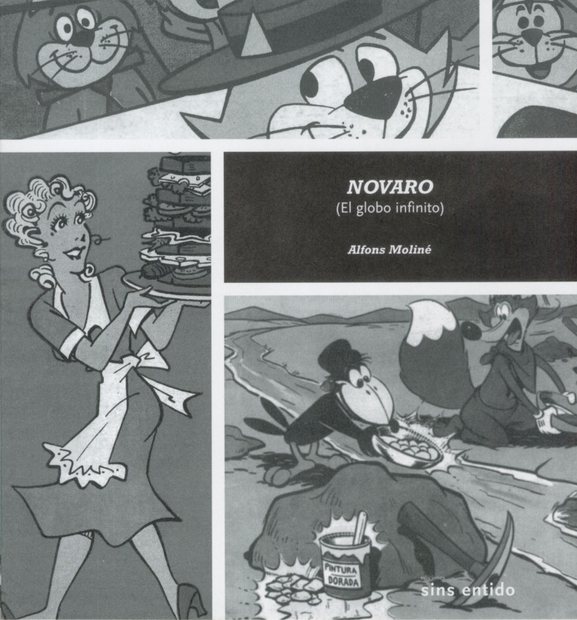 NOVARO
(El globo infinito)
Alfons Moliné
PINTURA
DORADA
sins entido